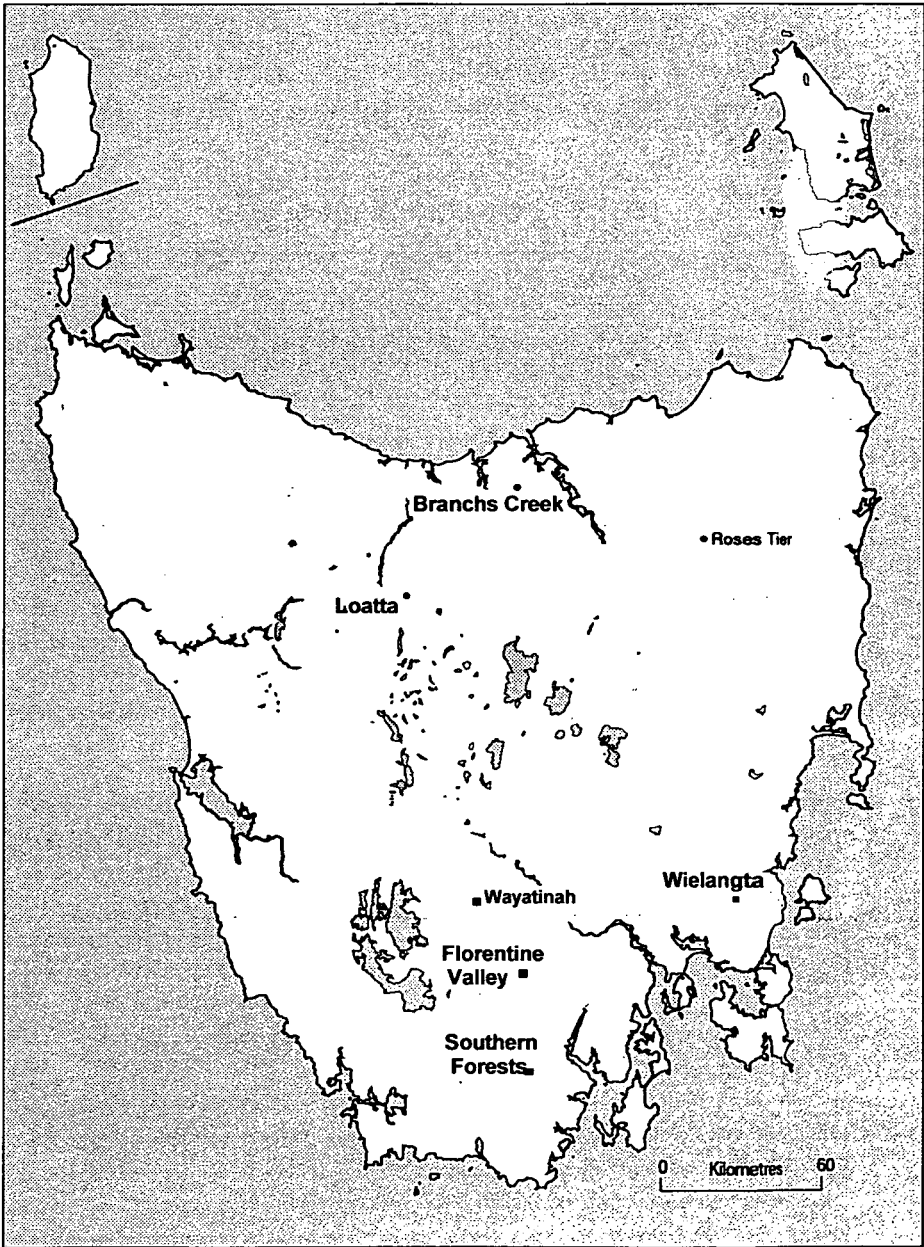 Branchs Creek
Roses Tier
Loatta
Wielangta
Wayatinah
Florentine
Valley
Southern
Forests
0 Kilometres 60